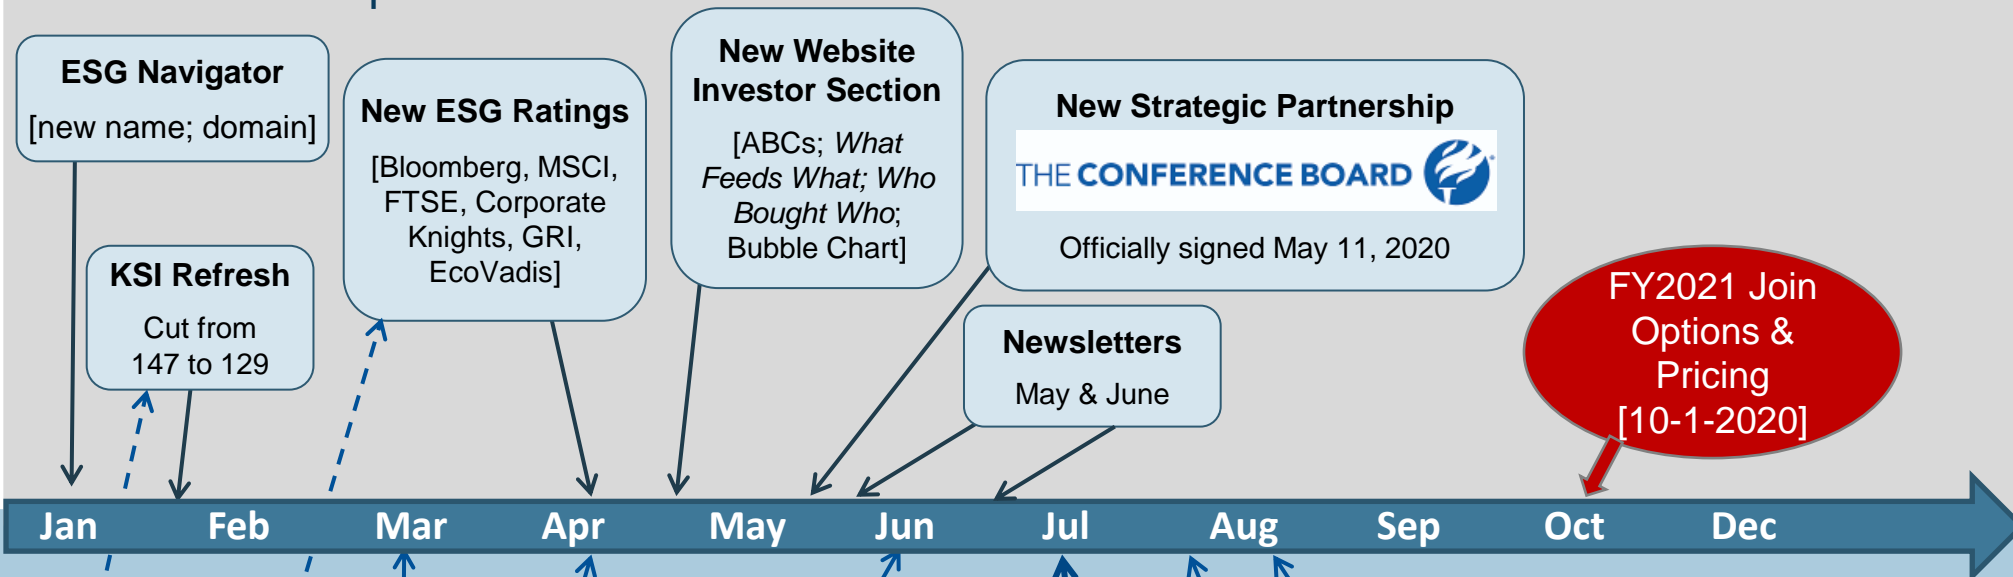 ESG Navigator
[new name; domain]
KSI Refresh
Cut from
147 to 129
New ESG Ratings
[Bloomberg, MSCI,
FTSE, Corporate
Knights, GRI,
EcoVadis]
New Website
Investor Section
[ABCs; What
Feeds What; Who
Bought Who;
Bubble Chart]
New Strategic Partnership
THE CONFERENCE BOARD
Officially signed May 11, 2020
Newsletters
May & June
FY2021 Join
Options &
Pricing
[10-1-2020]
Jan Feb Mar Apr May Jun Jul Aug Sep Oct Dec